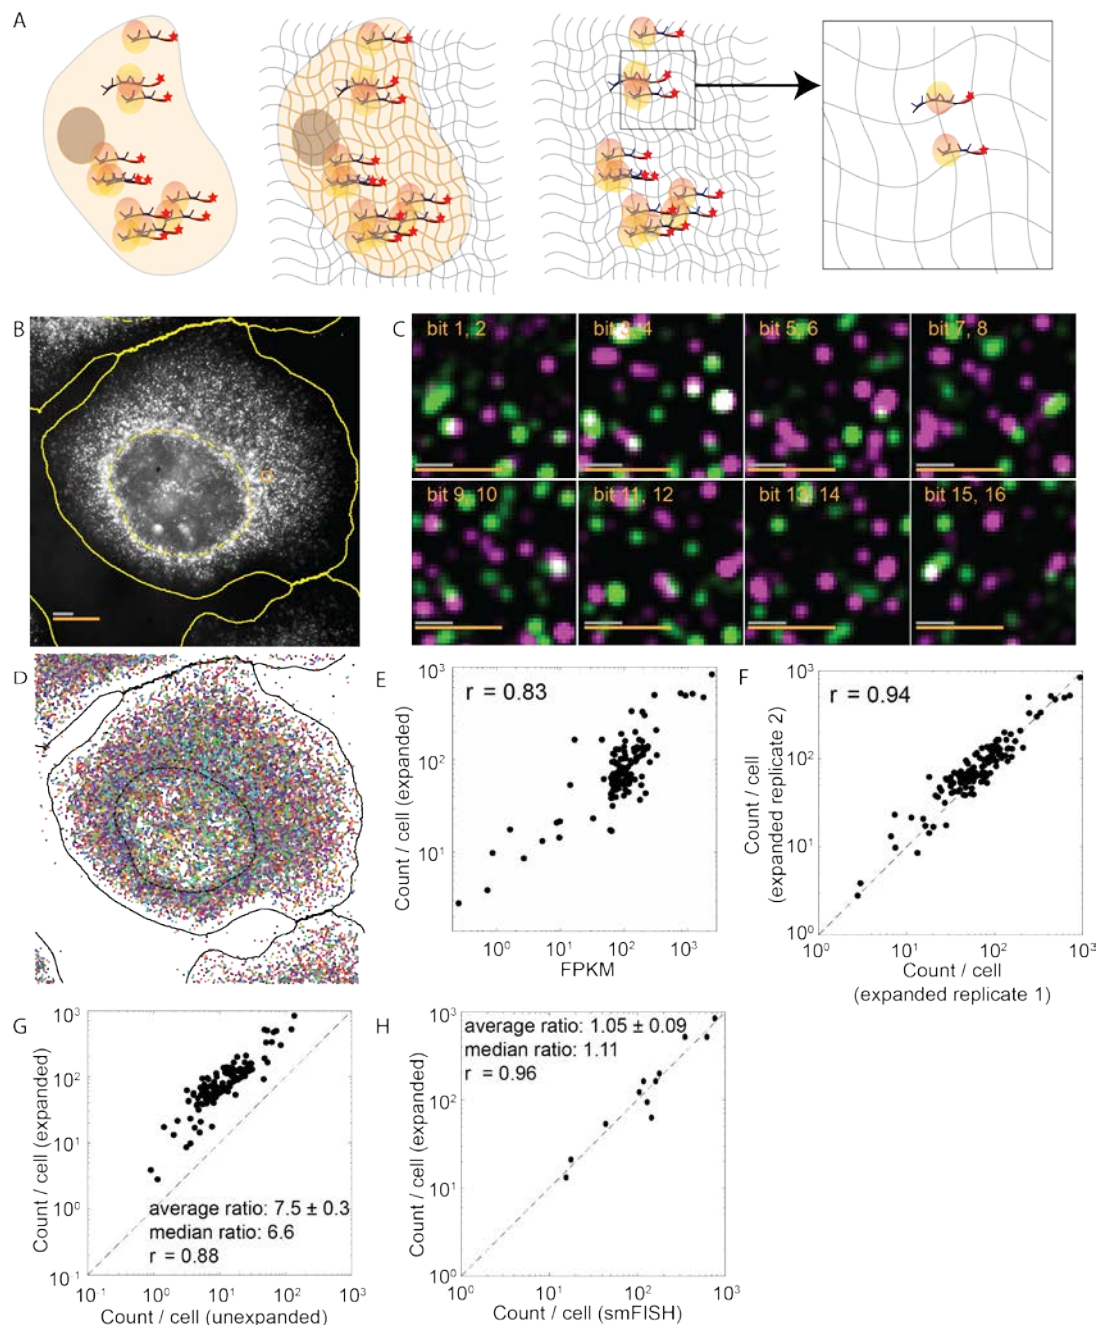 A
B
C
bit 1, 2
bit 3, 4
bit 5, 6
bit 7, 8
bit 9, 10
bit 11, 12
bit 13, 14
bit 15, 16
D
E
r = 0.83
10³
10²
10¹
Count / cell (expanded)
10⁰ 10¹ 10² 10³
FPKM
F
r = 0.94
10³
10²
10¹
10⁰
Count / cell
(expanded replicate 2)
10⁰ 10¹ 10² 10³
Count / cell
(expanded replicate 1)
G
10³
10²
10¹
10⁰
10⁻¹
Count / cell (expanded)
average ratio: 7.5 ± 0.3
median ratio: 6.6
r = 0.88
10⁻¹ 10⁰ 10¹ 10² 10³
Count / cell (unexpanded)
H
average ratio: 1.05 ± 0.09
median ratio: 1.11
r = 0.96
10³
10²
10¹
10⁰
Count / cell (expanded)
10⁰ 10¹ 10² 10³
Count / cell (smFISH)